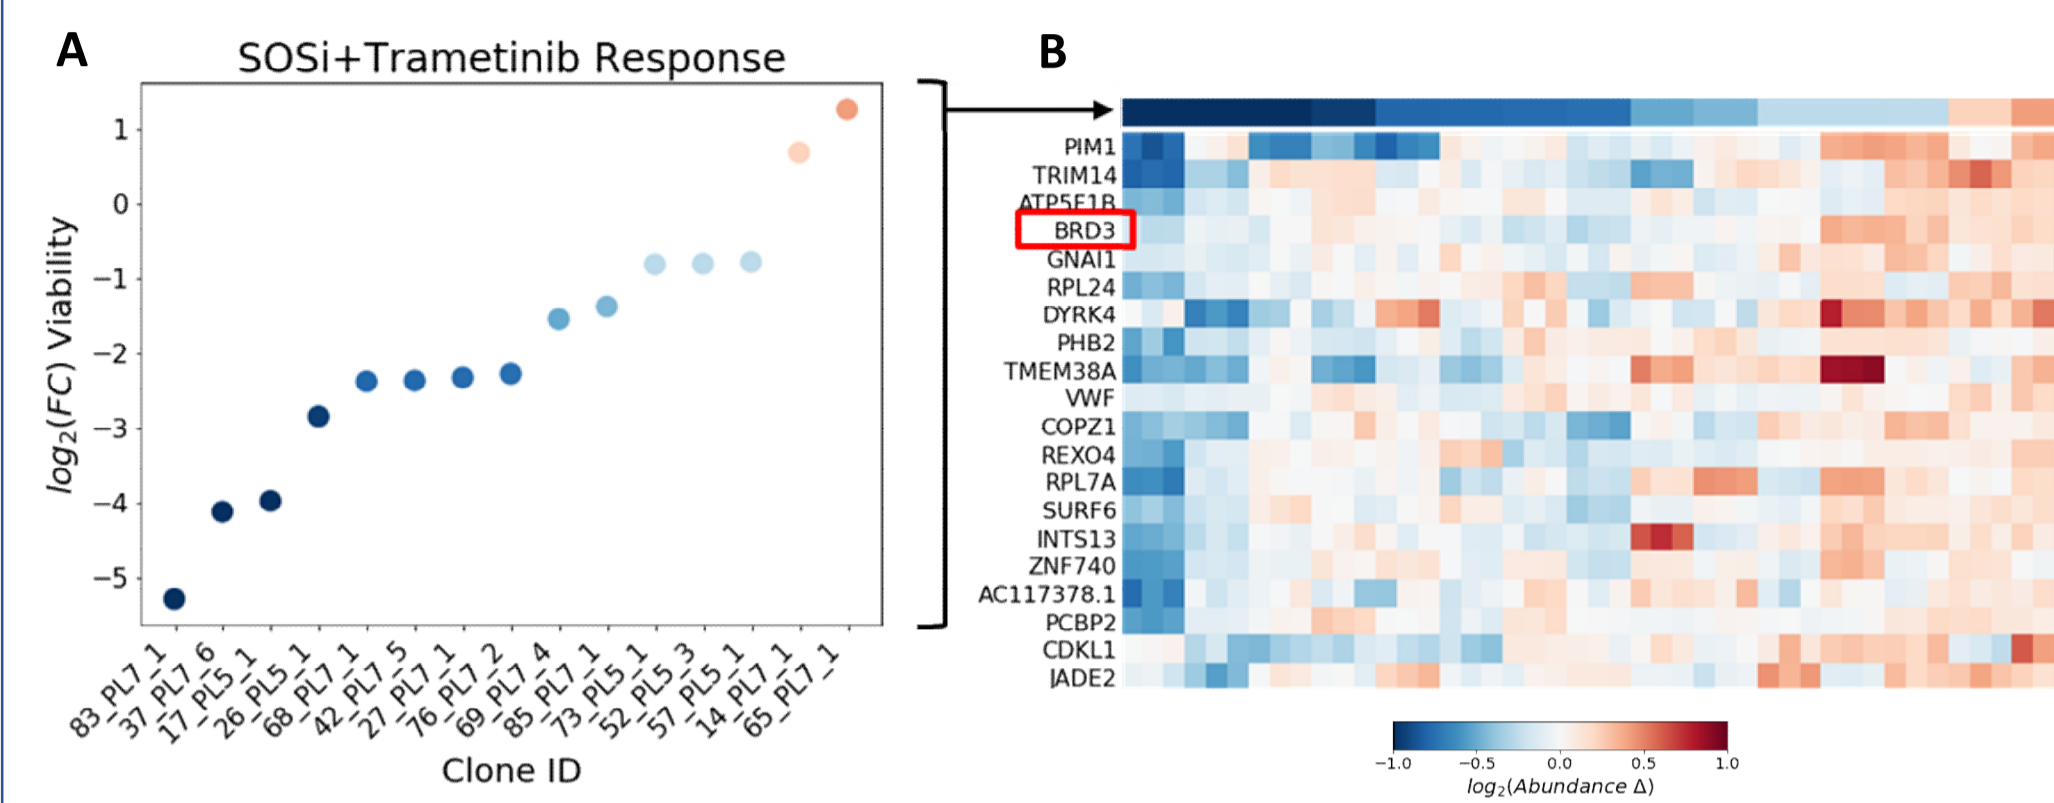 A
SOSi+Trametinib Response
log₂(FC) Viability
1
0
−1
−2
−3
−4
−5
83_PL7_1
37_PL7_6
17_PL5_1
26_PL5_1
68_PL7_1
42_PL7_5
27_PL7_1
76_PL7_2
69_PL7_4
85_PL7_1
73_PL5_1
52_PL5_3
57_PL5_1
14_PL7_1
65_PL7_1
Clone ID
B
PIM1
TRIM14
ATP5F1B
BRD3
GNAI1
RPL24
DYRK4
PHB2
TMEM38A
VWF
COPZ1
REXO4
RPL7A
SURF6
INTS13
ZNF740
AC117378.1
PCBP2
CDKL1
JADE2
−1.0 −0.5 0.0 0.5 1.0
log₂(Abundance Δ)